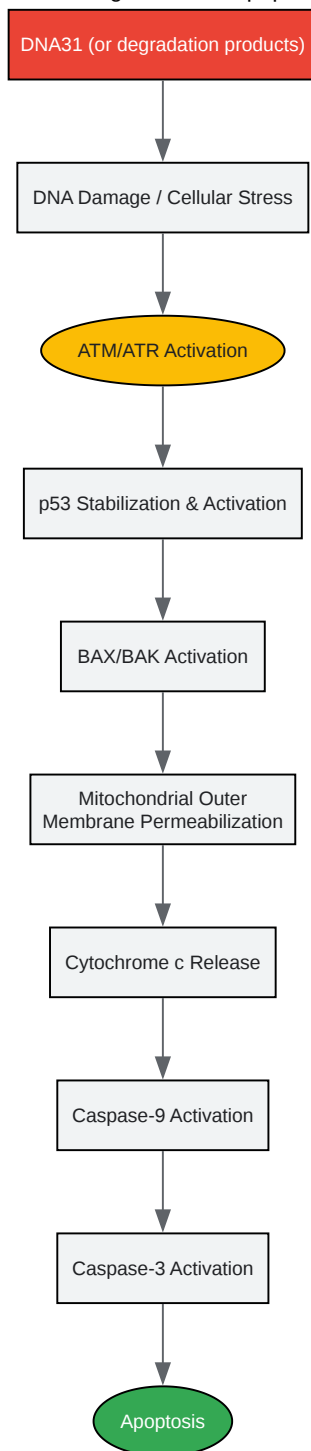 DNA31 (or degradation products)
DNA Damage / Cellular Stress
ATM/ATR Activation
p53 Stabilization & Activation
BAX/BAK Activation
Mitochondrial Outer
Membrane Permeabilization
Cytochrome c Release
Caspase-9 Activation
Caspase-3 Activation
Apoptosis